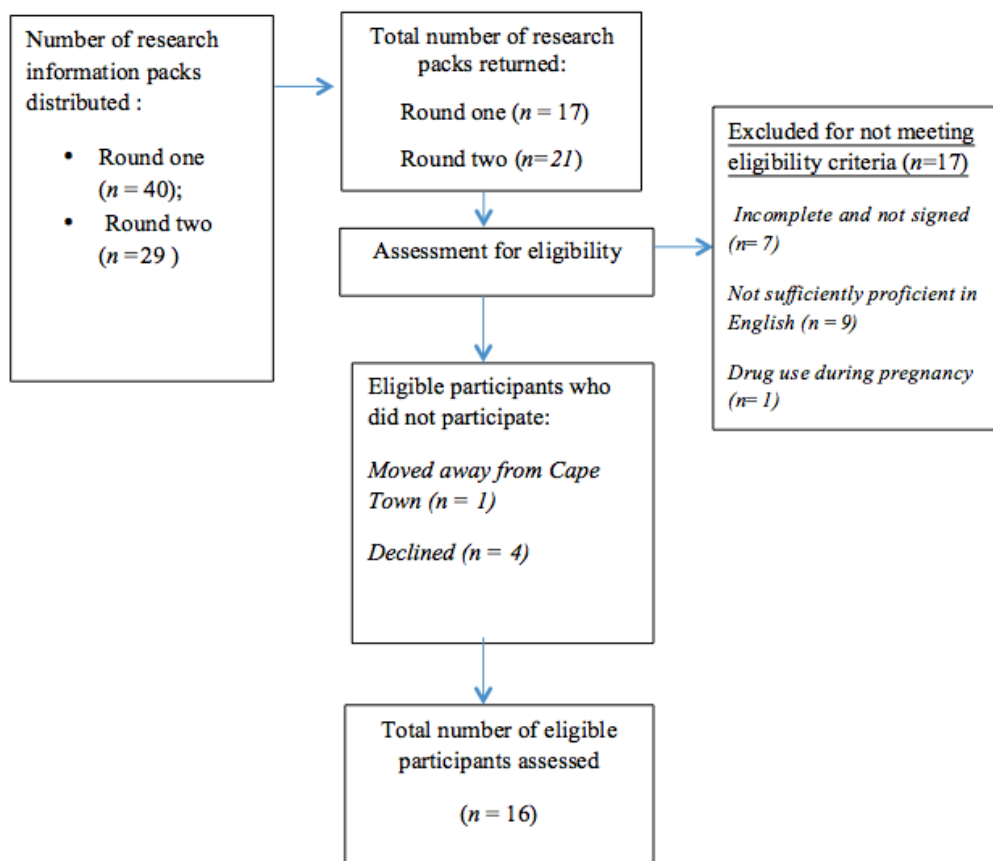 Number of research
information packs
distributed :
• Round one
(n = 40);
• Round two
(n =29 )
Total number of research
packs returned:
Round one (n = 17)
Round two (n=21)
Excluded for not meeting
eligibility criteria (n=17)
Incomplete and not signed
(n= 7)
Not sufficiently proficient in
English (n = 9)
Drug use during pregnancy
(n= 1)
Assessment for eligibility
Eligible participants who
did not participate:
Moved away from Cape
Town (n = 1)
Declined (n = 4)
Total number of eligible
participants assessed
(n = 16)